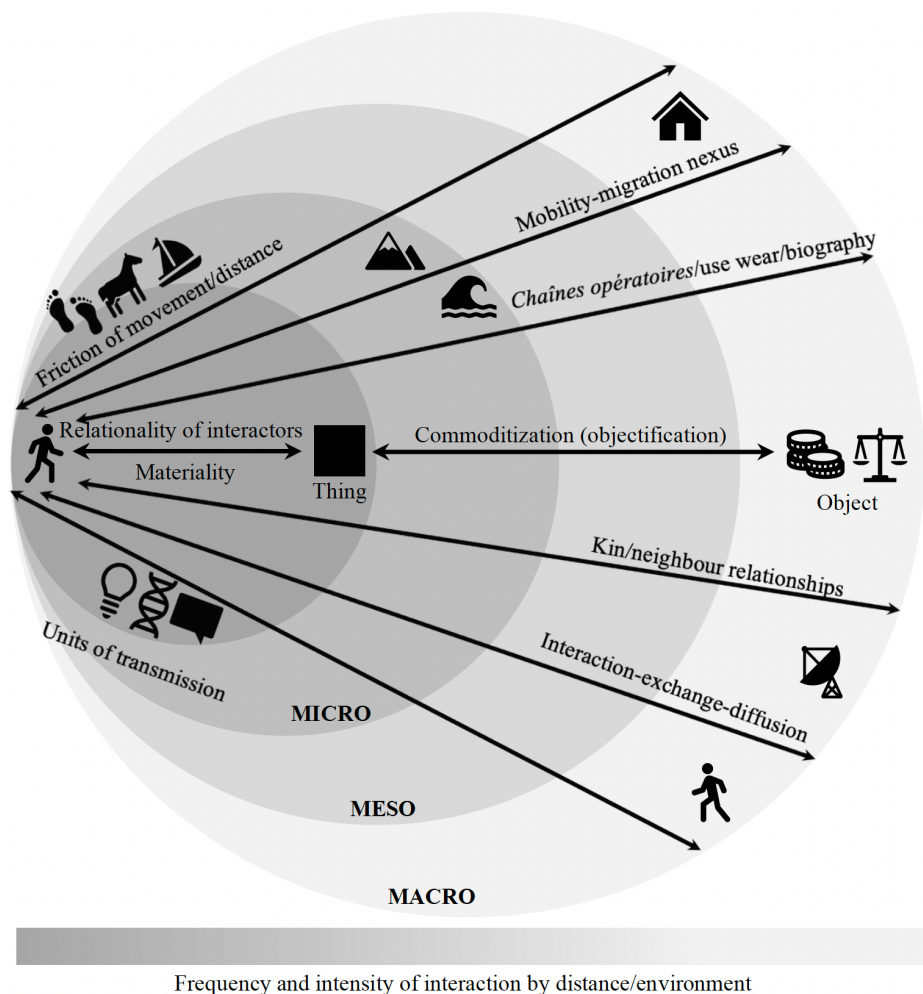 Mobility-migration nexus
Chaînes opératoires/use wear/biography
Friction of movement/distance
Relationality of interactors
Materiality
Thing
Commoditization (objectification)
Object
Kin/neighbour relationships
Units of transmission
Interaction-exchange-diffusion
MICRO
MESO
MACRO
Frequency and intensity of interaction by distance/environment